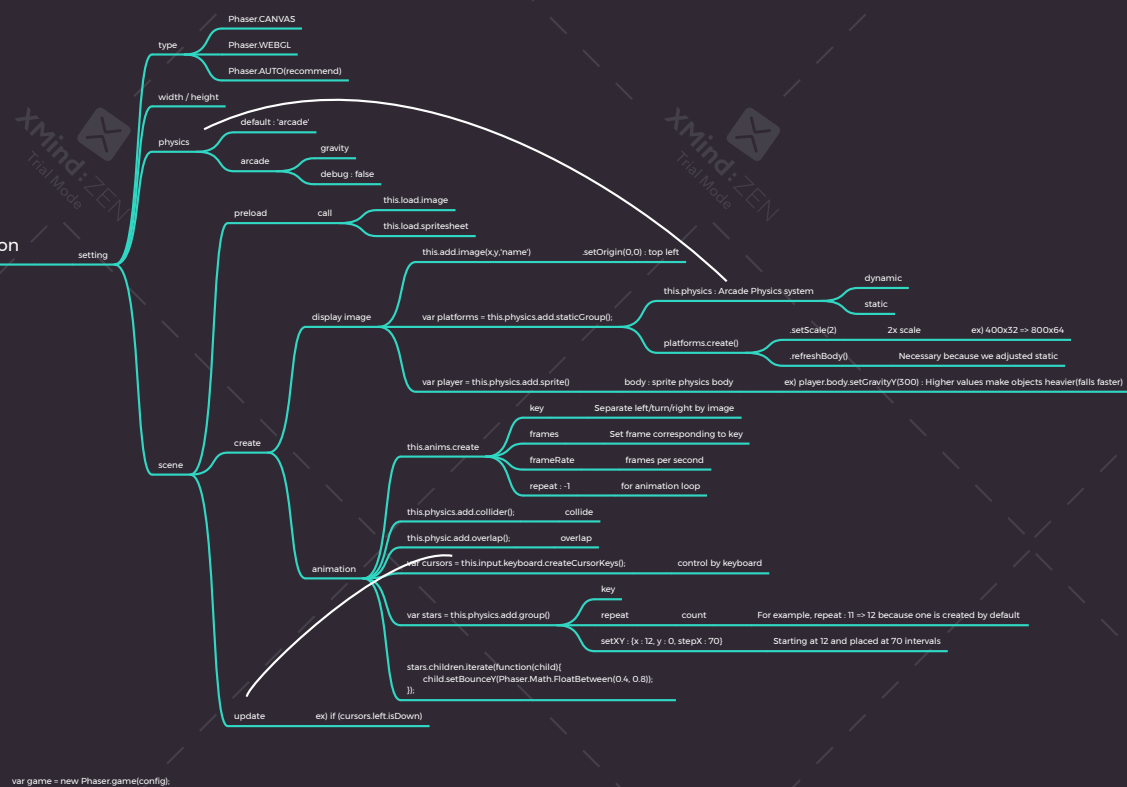 Phaser.CANVAS
type
Phaser.WEBGL
Phaser.AUTO(recommend)
width / height
default : 'arcade'
physics
gravity
arcade
debug : false
XMind: ZEN
Trial Mode
XMind: ZEN
Trial Mode
this.load.image
preload call
this.load.spritesheet
on
setting
this.add.image(x,y,'name') .setOrigin(0,0) : top left
dynamic
this.physics : Arcade Physics system
static
display image
var platforms = this.physics.add.staticGroup();
.setScale(2) 2x scale ex) 400x32 => 800x64
platforms.create()
.refreshBody() Necessary because we adjusted static
var player = this.physics.add.sprite() body : sprite physics body ex) player.body.setGravityY(300) : Higher values make objects heavier(falls faster)
key Separate left/turn/right by image
frames Set frame corresponding to key
create
this.anims.create
frameRate frames per second
scene
repeat : -1 for animation loop
this.physics.add.collider(); collide
this.physic.add.overlap(); overlap
var cursors = this.input.keyboard.createCursorKeys(); control by keyboard
animation
key
var stars = this.physics.add.group()
repeat count For example, repeat : 11 => 12 because one is created by default
setXY : {x : 12, y : 0, stepX : 70} Starting at 12 and placed at 70 intervals
stars.children.iterate(function(child){
child.setBounceY(Phaser.Math.FloatBetween(0.4, 0.8));
});
update ex) if (cursors.left.isDown)
var game = new Phaser.game(config);